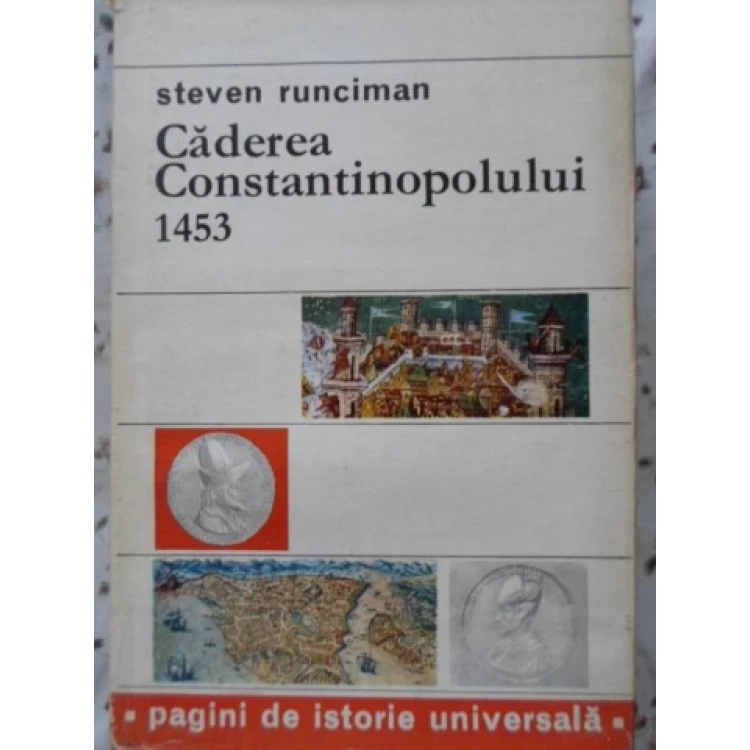 steven runciman
Căderea
Constantinopolului
1453
▪ pagini de istorie universală ▪